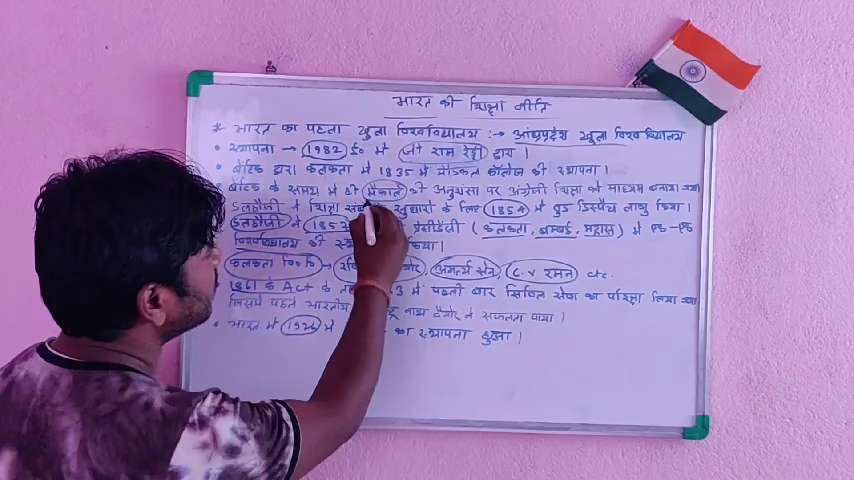 भारत की शिक्षा नीति
* भारत का पहला खुला विश्वविद्यालय :→ आंध्रप्रदेश खुला विश्वविद्यालय
• स्थापना → 1982 ई० में जी राम रेड्डी द्वारा ।
• बैंटिक द्वारा कलकता में 1835 में मेडिकल कॉलेज की स्थापना ।
• बैंटिक के समय में ही मैकाले की अनुशंसा पर अंग्रेजी शिक्षा को माध्यम बनाया गया
डलहौजी ने शिक्षा सुधारों के लिए 1854 में वुड डिस्पैच लागु किया ।
डलहौजी ने 1857 प्रेसीडेंसी ( कलकता, बम्बई, मद्रास ) में एक-एक
विश्वविद्यालय की किया ।
कलकता अमर्त्य सेन, C.V रमन etc.
1861 के Act के 3 में पहली बार सिविल सेवा का परिक्षा लिया गया
जिसमें पहले भारतीय नाथ टैगोर ने सफलता पाया ।
• भारत में 1926 में का स्थापना हुआ ।